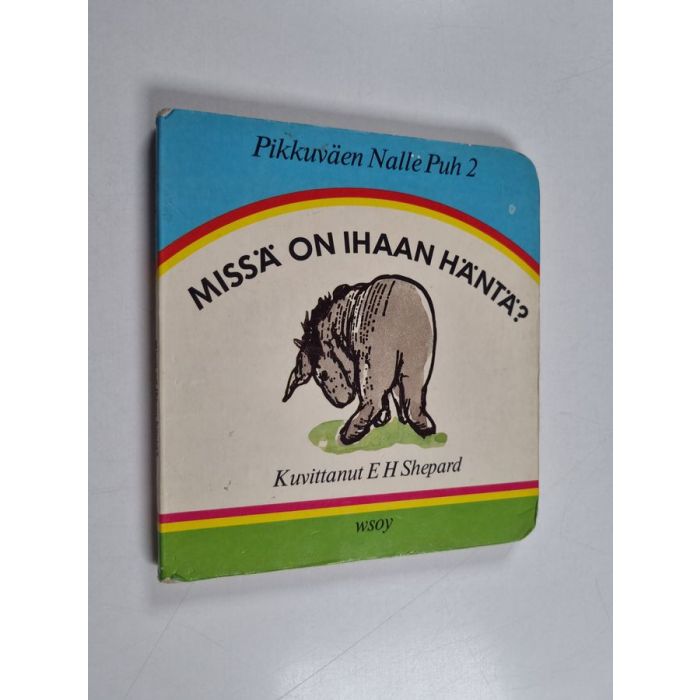 Pikkuväen Nalle Puh 2
MISSÄ ON IHAAN HÄNTÄ?
Kuvittanut E H Shepard
wsoy